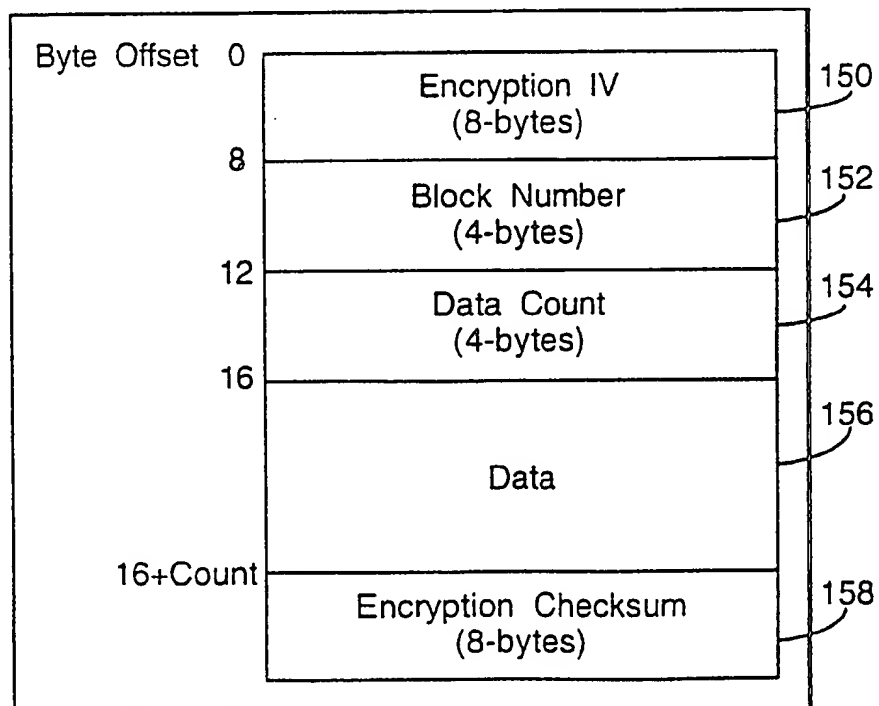 Byte Offset 0
Encryption IV
(8-bytes)
150
8
Block Number
(4-bytes)
152
12
Data Count
(4-bytes)
154
16
Data
156
16+Count
Encryption Checksum
(8-bytes)
158